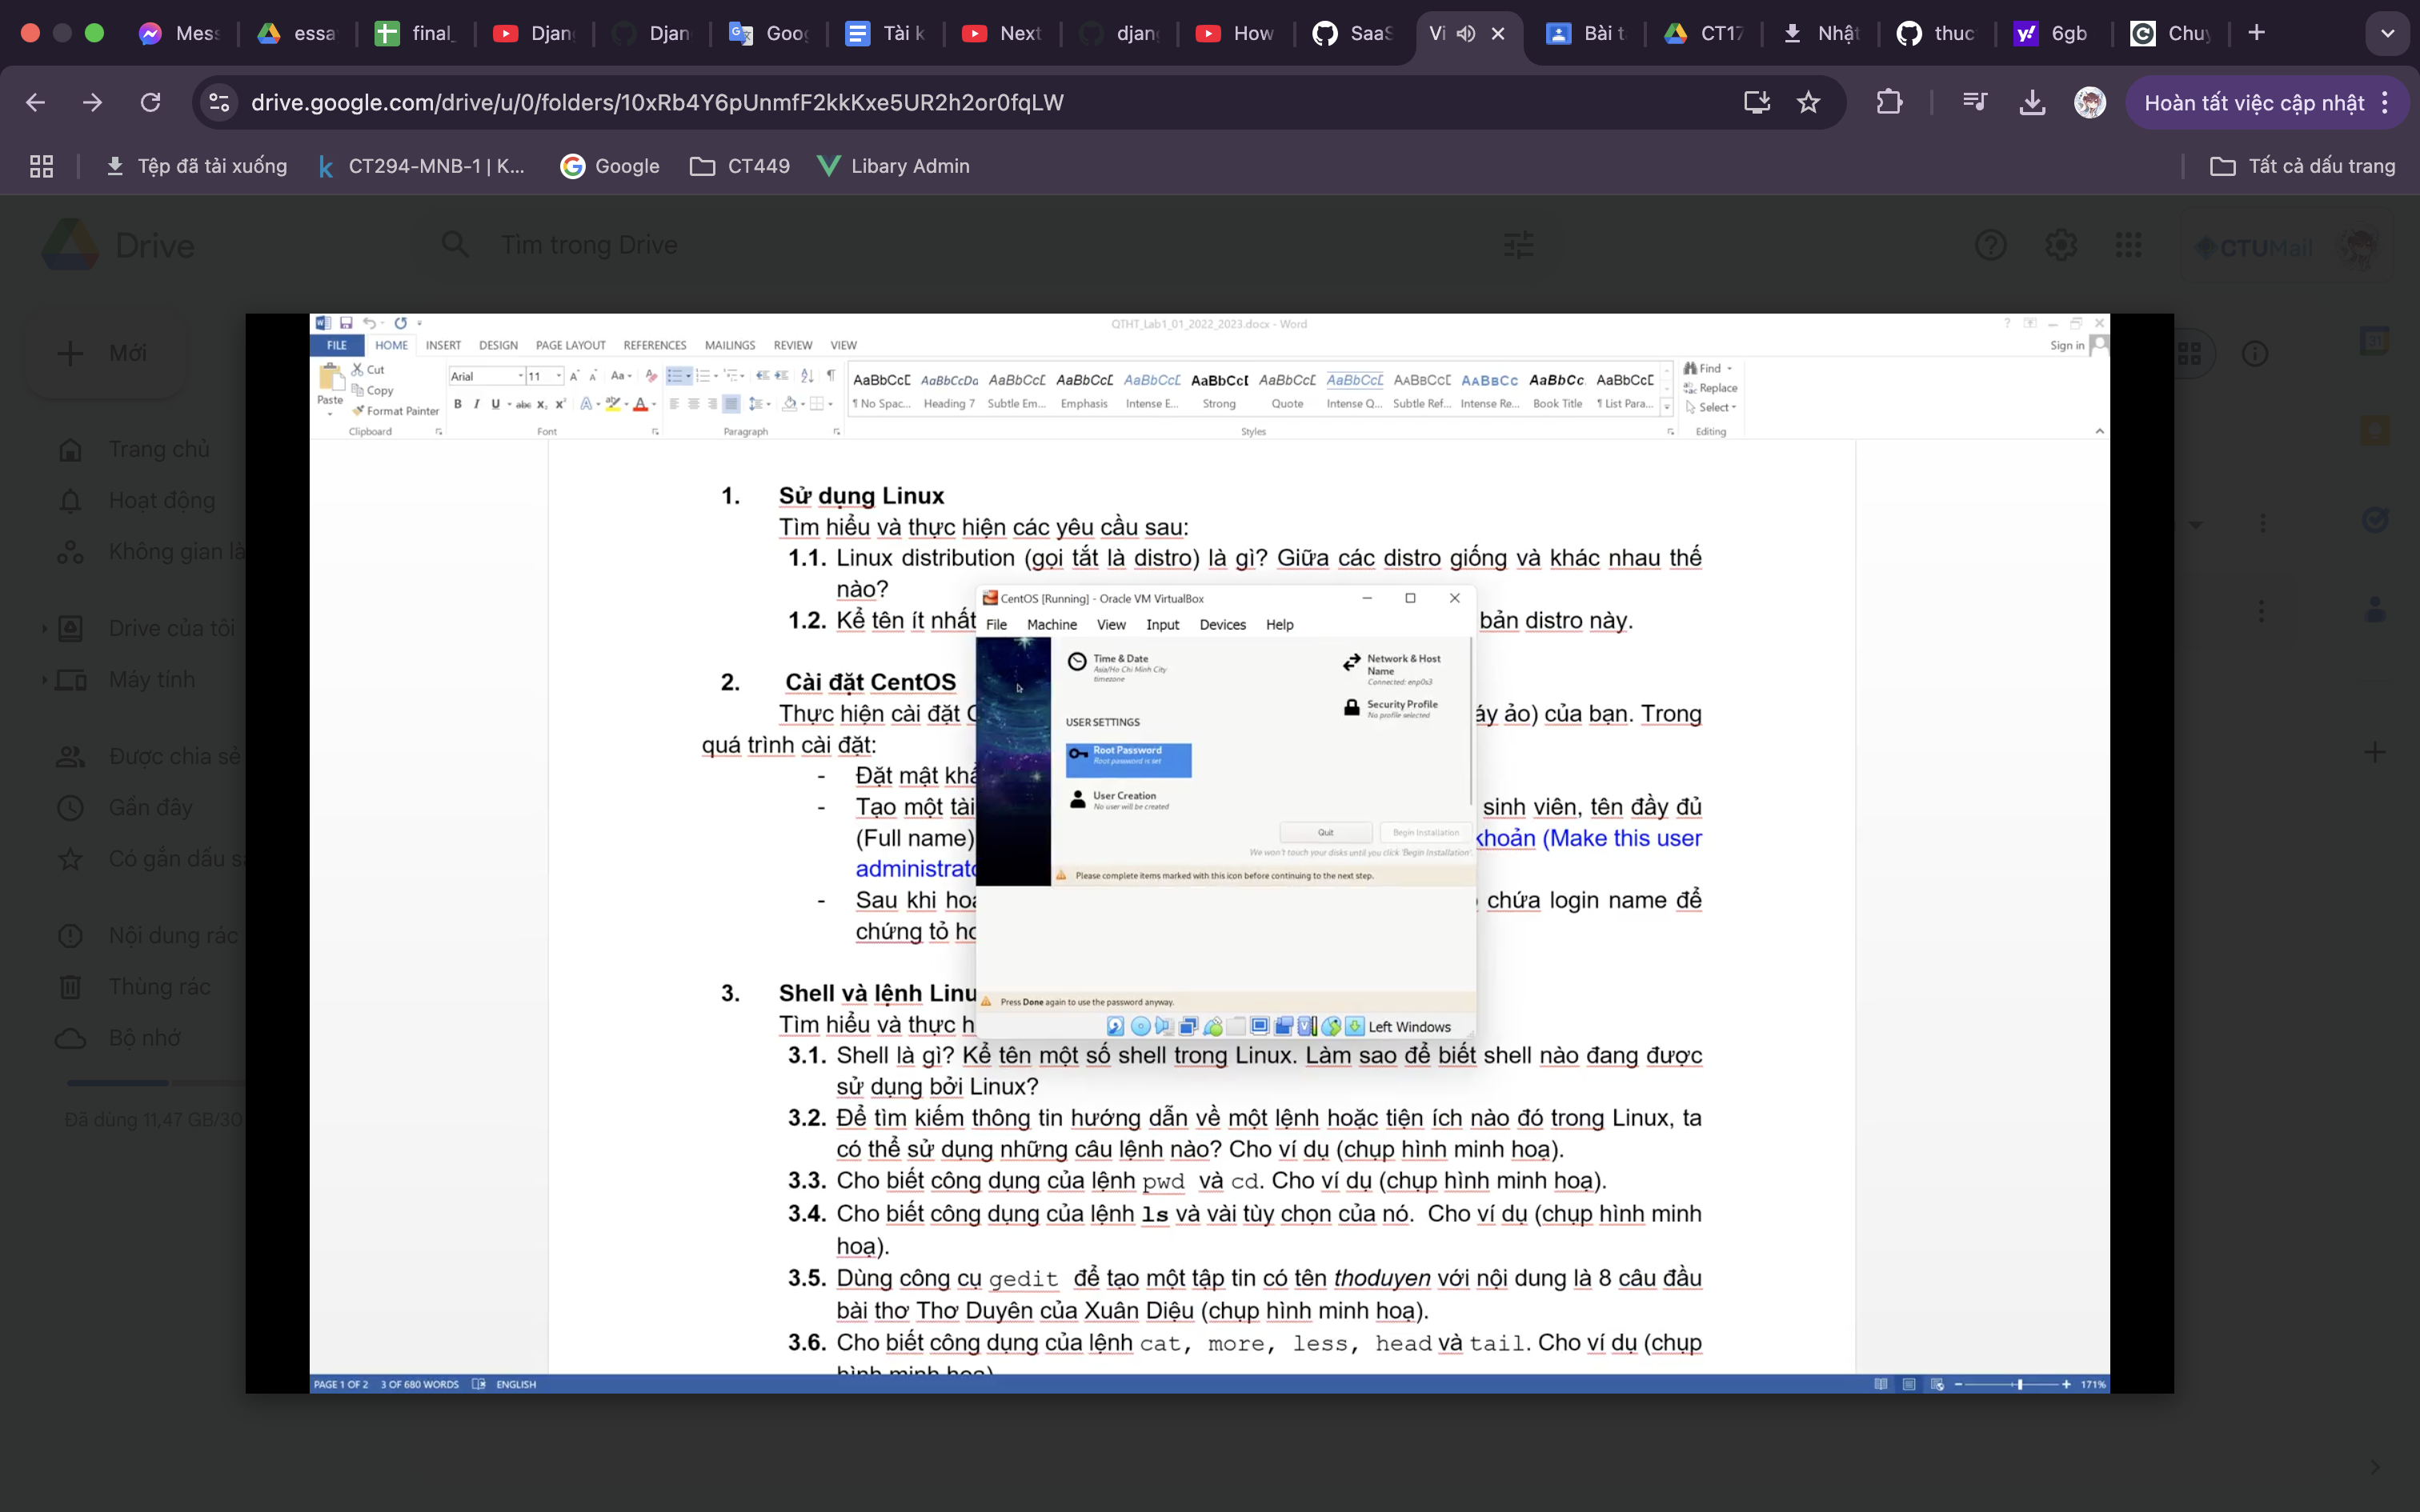 Mess
essa
final_
Djan
Djan
Goog
Tài k
Next
djan
How
SaaS
Vi
Bài t
CT17
Nhật
thuc
6gb
Chuy
drive.google.com/drive/u/0/folders/10xRb4Y6pUnmfF2kkKxe5UR2h2or0fqLW
Hoàn tất việc cập nhật
Tệp đã tải xuống
CT294-MNB-1 | K...
Google
CT449
Libary Admin
Tất cả dấu trang
Drive
Tìm trong Drive
CTUMail
Mới
Trang chủ
Hoạt động
Không gian là
Drive của tôi
Máy tính
Được chia sẻ
Gần đây
Có gắn dấu sa
Nội dung rác
Thùng rác
Bộ nhớ
Đã dùng 11,47 GB/30
QTHT_Lab1_01_2022_2023.docx - Word
FILE HOME INSERT DESIGN PAGE LAYOUT REFERENCES MAILINGS REVIEW VIEW
Sign in
Paste
Cut
Copy
Format Painter
Clipboard
Arial 11
Font
Paragraph
¶ No Spac... Heading 7 Subtle Em... Emphasis Intense E... Strong Quote Intense Q... Subtle Ref... Intense Re... Book Title ¶ List Para...
Styles
Find
Replace
Select
Editing
1. Sử dụng Linux
Tìm hiểu và thực hiện các yêu cầu sau:
1.1. Linux distribution (gọi tắt là distro) là gì? Giữa các distro giống và khác nhau thế
nào?
1.2. Kể tên ít nhất
bản distro này.
2. Cài đặt CentOS
Thực hiện cài đặt C
áy ảo) của bạn. Trong
quá trình cài đặt:
- Đặt mật khẩ
- Tạo một tài
sinh viên, tên đầy đủ
(Full name)
khoản (Make this user
administrato
- Sau khi hoà
chứa login name để
chứng tỏ ho
3. Shell và lệnh Linu
Tìm hiểu và thực h
3.1. Shell là gì? Kể tên một số shell trong Linux. Làm sao để biết shell nào đang được
sử dụng bởi Linux?
3.2. Để tìm kiếm thông tin hướng dẫn về một lệnh hoặc tiện ích nào đó trong Linux, ta
có thể sử dụng những câu lệnh nào? Cho ví dụ (chụp hình minh hoạ).
3.3. Cho biết công dụng của lệnh pwd và cd. Cho ví dụ (chụp hình minh hoạ).
3.4. Cho biết công dụng của lệnh ls và vài tùy chọn của nó. Cho ví dụ (chụp hình minh
hoạ).
3.5. Dùng công cụ gedit để tạo một tập tin có tên thoduyen với nội dung là 8 câu đầu
bài thơ Thơ Duyên của Xuân Diệu (chụp hình minh hoạ).
3.6. Cho biết công dụng của lệnh cat, more, less, head và tail. Cho ví dụ (chụp
hình minh hoạ)
CentOS [Running] - Oracle VM VirtualBox
File Machine View Input Devices Help
Time & Date
Asia/Ho Chi Minh City
timezone
Network & Host
Name
Connected: enp0s3
Security Profile
No profile selected
USER SETTINGS
Root Password
Root password is set
User Creation
No user will be created
Quit
Begin Installation
We won't touch your disks until you click 'Begin Installation'.
Please complete items marked with this icon before continuing to the next step.
Press Done again to use the password anyway.
Left Windows
PAGE 1 OF 2 3 OF 680 WORDS ENGLISH
171%